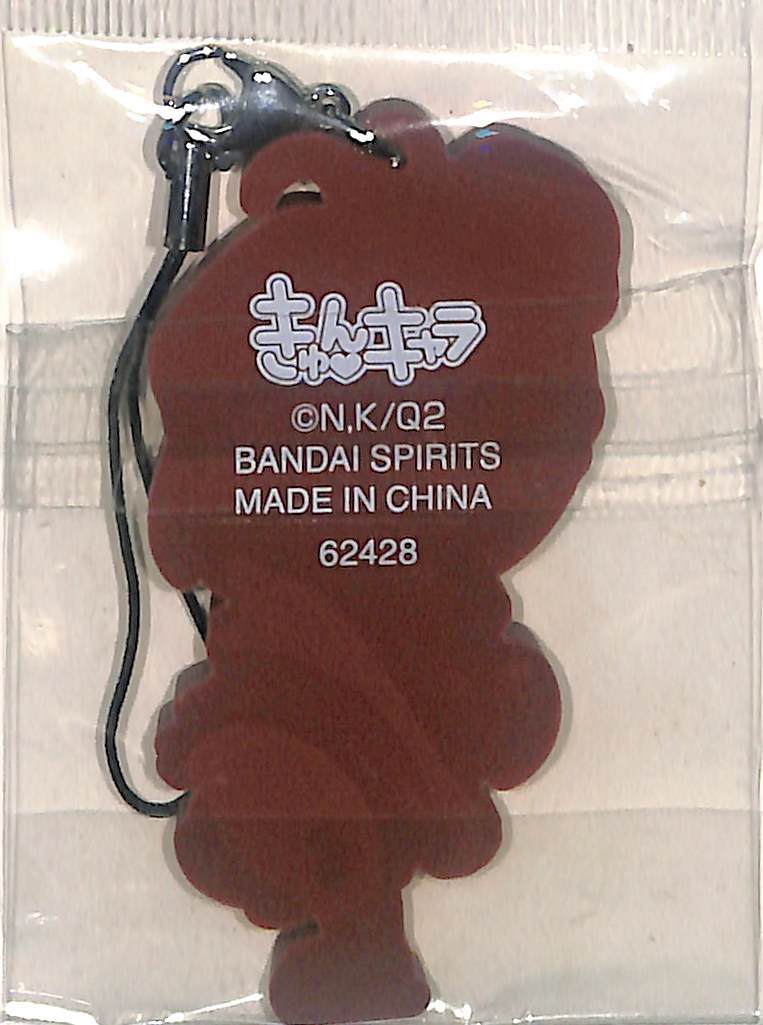 きゅんキャラ
©N,K/Q2
BANDAI SPIRITS
MADE IN CHINA
62428